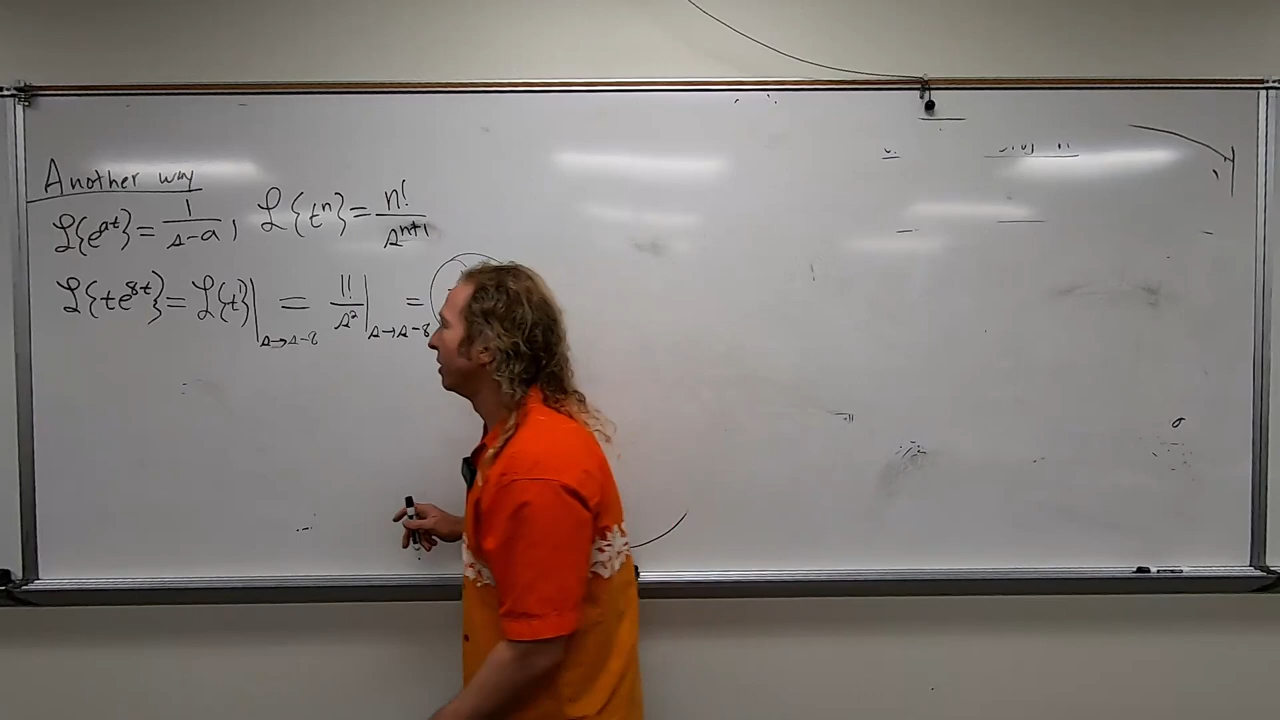 Another way
ℒ{e^{at}} = 1/(s-a), ℒ{t^n} = n!/s^{n+1}
ℒ{te^{8t}} = ℒ{t^1}|_{s→s-8} = 1!/s^2|_{s→s-8} =